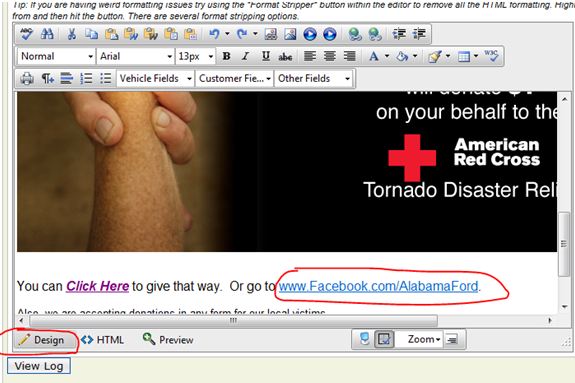 Tip: If you are having weird formatting issues try using the "Format Stripper" button within the editor to remove all the HTML formatting. High
from and then hit the button. There are several format stripping options.
Normal Arial 13px B I U abc
Vehicle Fields Customer Fie... Other Fields
will donate
on your behalf to the
American
Red Cross
Tornado Disaster Reli
You can Click Here to give that way. Or go to www.Facebook.com/AlabamaFord.
Also, we are accepting donations in any form for our local victims
Design HTML Preview Zoom
View Log